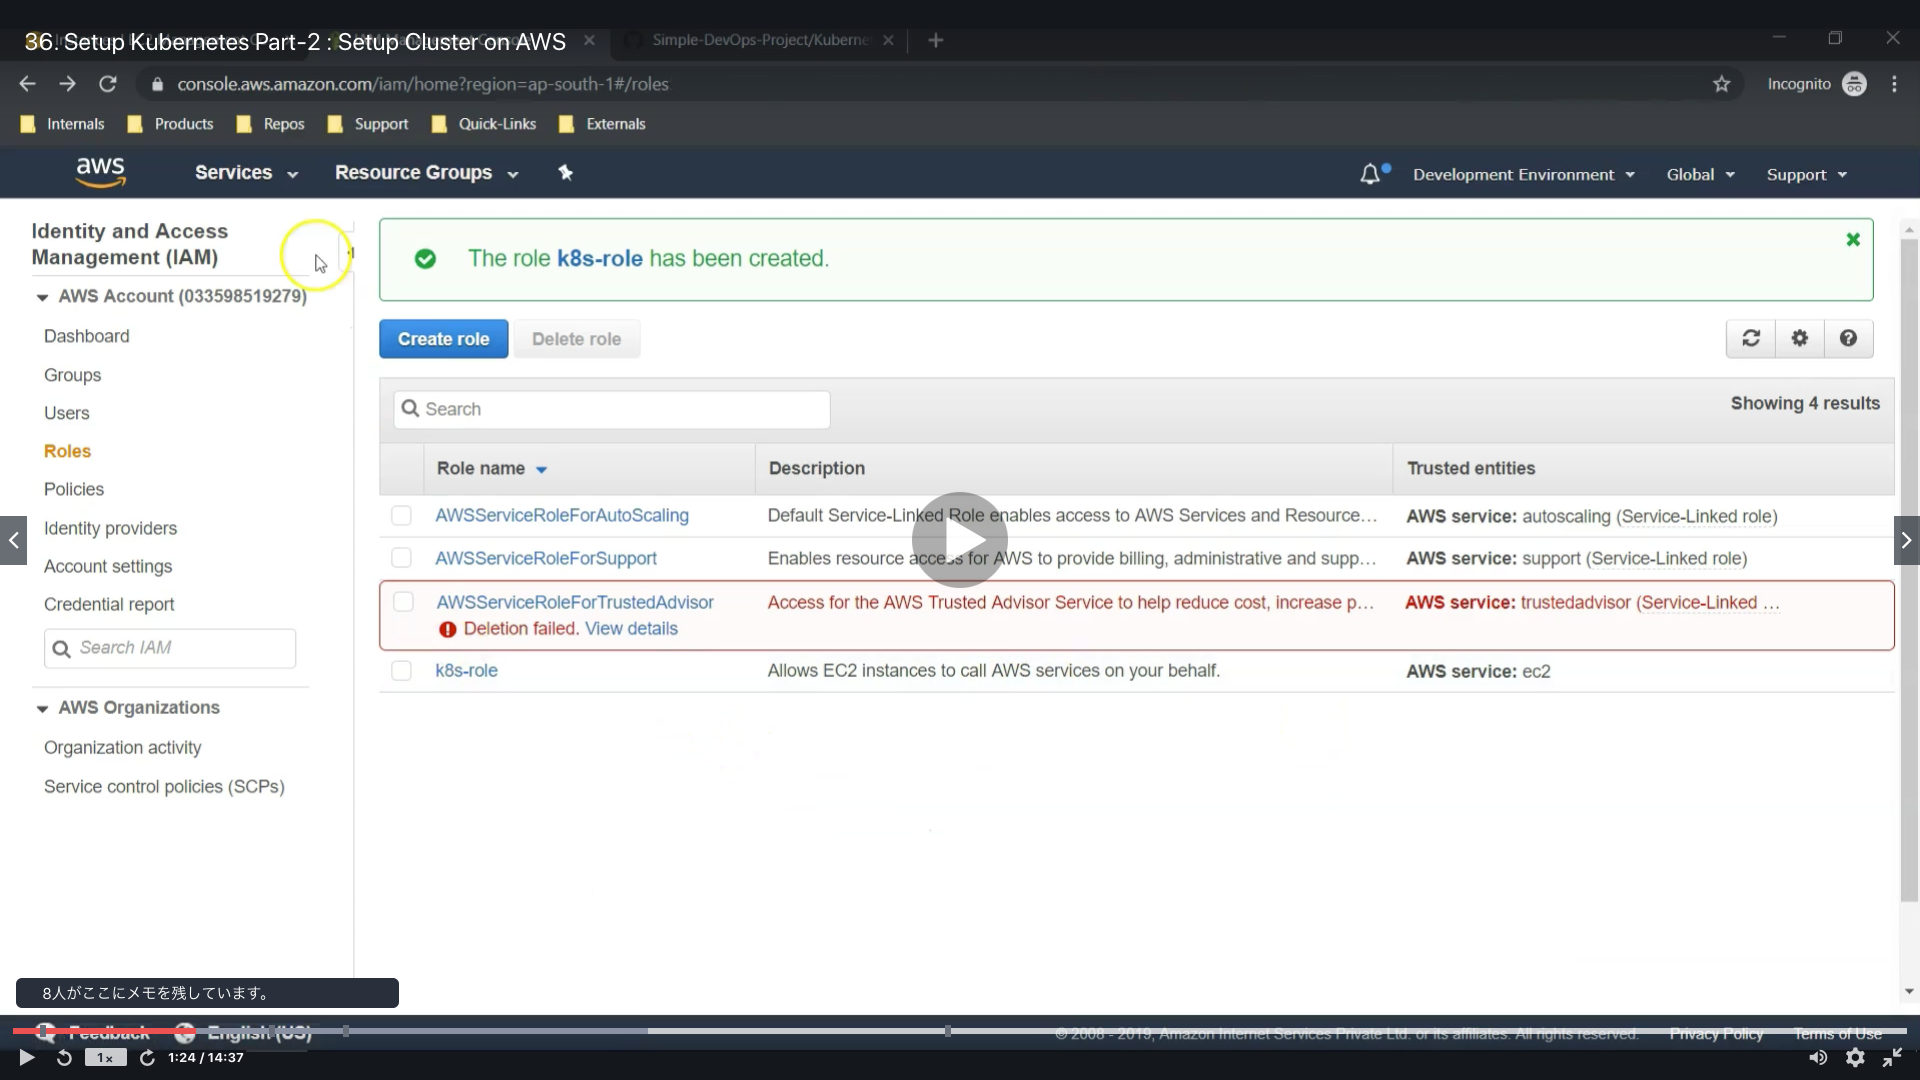 36. Setup Kubernetes Part-2 : Setup Cluster on AWS
Simple-DevOps-Project/Kuberne
console.aws.amazon.com/iam/home?region=ap-south-1#/roles
Incognito
Internals
Products
Repos
Support
Quick-Links
Externals
aws
Services
Resource Groups
Development Environment
Global
Support
Identity and Access
Management (IAM)
AWS Account (033598519279)
Dashboard
Groups
Users
Roles
Policies
Identity providers
Account settings
Credential report
Search IAM
AWS Organizations
Organization activity
Service control policies (SCPs)
The role k8s-role has been created.
Create role
Delete role
Search
Showing 4 results
Role name
Description
Trusted entities
AWSServiceRoleForAutoScaling
Default Service-Linked Role enables access to AWS Services and Resource...
AWS service: autoscaling (Service-Linked role)
AWSServiceRoleForSupport
Enables resource access for AWS to provide billing, administrative and supp...
AWS service: support (Service-Linked role)
AWSServiceRoleForTrustedAdvisor
Access for the AWS Trusted Advisor Service to help reduce cost, increase p...
AWS service: trustedadvisor (Service-Linked ...
Deletion failed. View details
k8s-role
Allows EC2 instances to call AWS services on your behalf.
AWS service: ec2
8人がここにメモを残しています。
Feedback
English (US)
© 2008 - 2019, Amazon Internet Services Private Ltd. or its affiliates. All rights reserved.
Privacy Policy
Terms of Use
1x
1:24 / 14:37